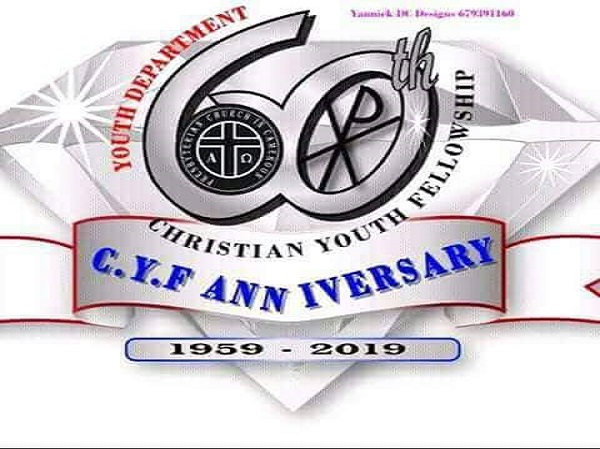 Yannick DC Designs 679391160
YOUTH DEPARTMENT
60th
PRESBYTERIAN CHURCH IN CAMEROON
Α Ω
CHRISTIAN YOUTH FELLOWSHIP
C.Y.F ANN IVERSARY
1959 - 2019